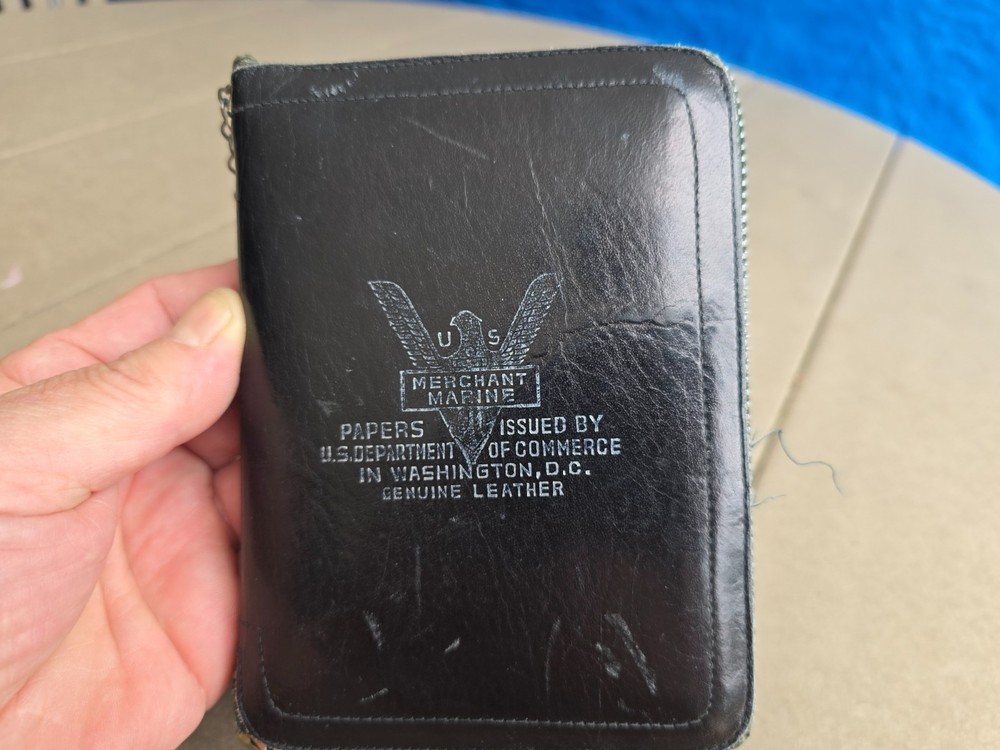 U S
MERCHANT
MARINE
PAPERS ISSUED BY
U.S. DEPARTMENT OF COMMERCE
IN WASHINGTON, D.C.
GENUINE LEATHER